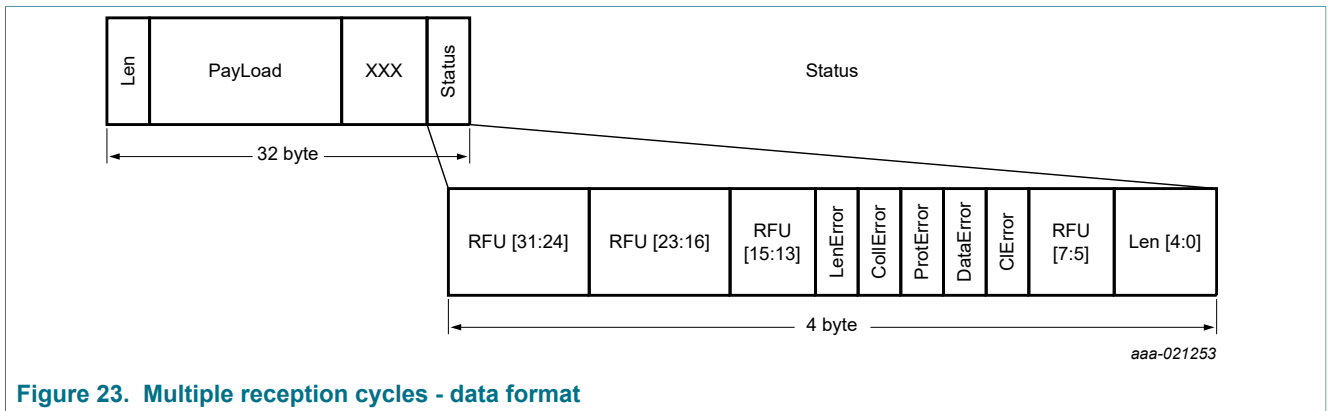 Len
PayLoad
XXX
Status
Status
32 byte
RFU [31:24]
RFU [23:16]
RFU
[15:13]
LenError
CollError
ProtError
DataError
ClError
RFU
[7:5]
Len [4:0]
4 byte
aaa-021253
Figure 23. Multiple reception cycles - data format